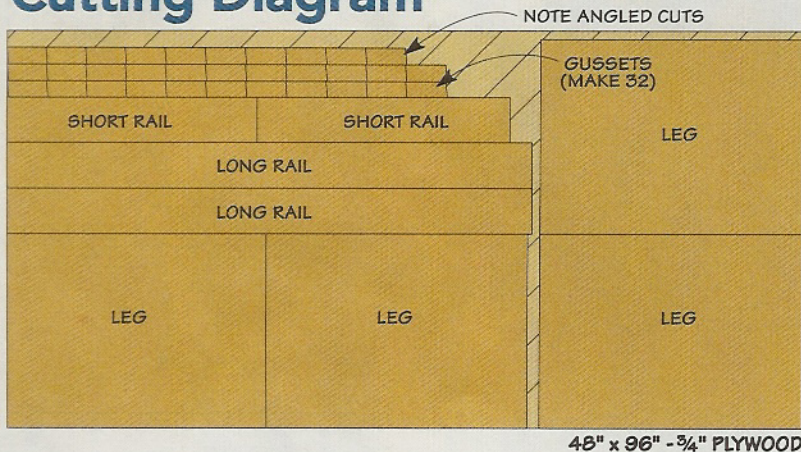 Cutting Diagram
NOTE ANGLED CUTS
GUSSETS
(MAKE 32)
SHORT RAIL
SHORT RAIL
LEG
LONG RAIL
LONG RAIL
LEG
LEG
LEG
48" x 96" - 3/4" PLYWOOD